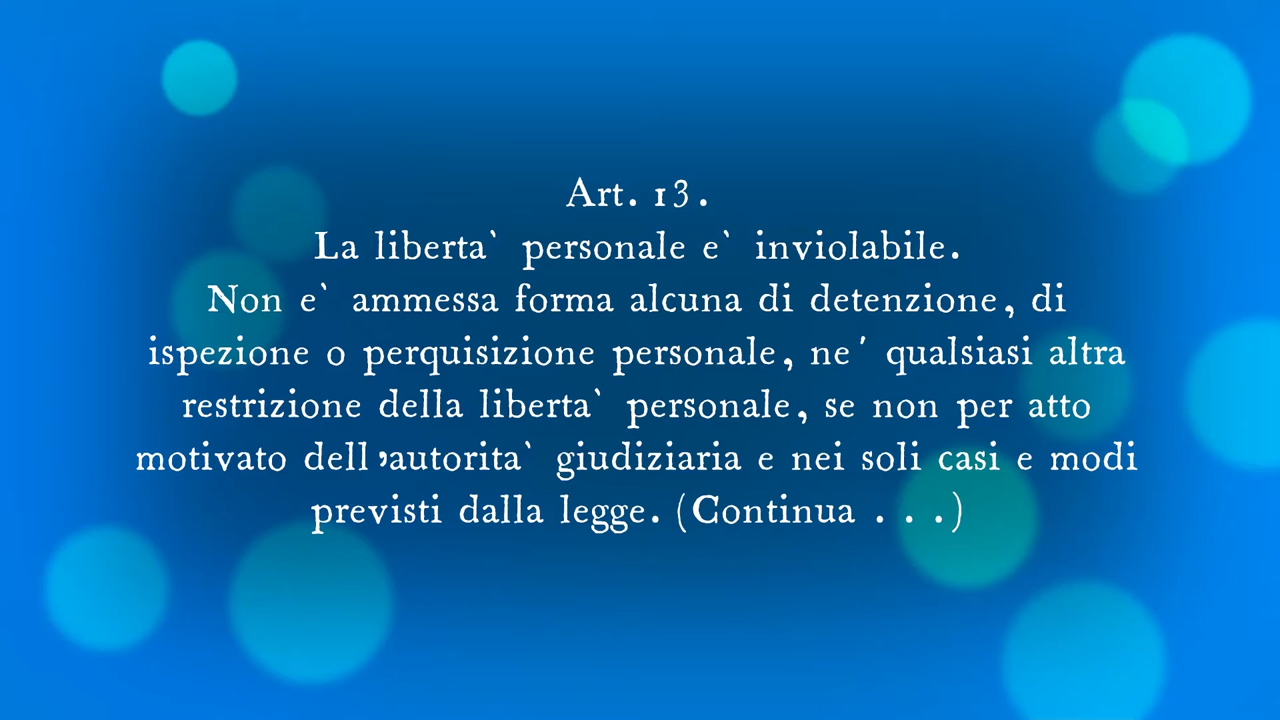 Art. 13.
La liberta` personale e` inviolabile.
Non e` ammessa forma alcuna di detenzione, di
ispezione o perquisizione personale, ne' qualsiasi altra
restrizione della liberta` personale, se non per atto
motivato dell'autorita` giudiziaria e nei soli casi e modi
previsti dalla legge. (Continua . . .)